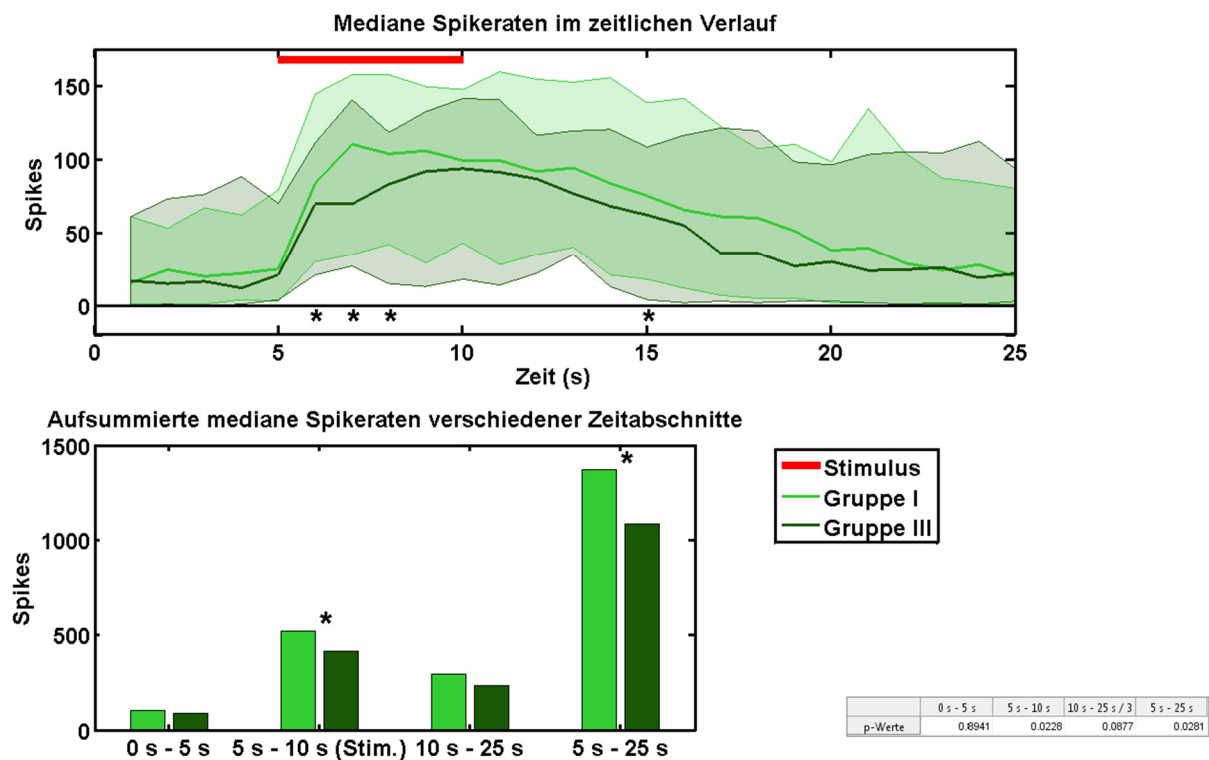 Mediane Spikeraten im zeitlichen Verlauf
150
100
50
0
Spikes
* * * *
0 5 10 15 20 25
Zeit (s)
Aufsummierte mediane Spikeraten verschiedener Zeitabschnitte
1500
1000
500
0
Spikes
*
*
0 s - 5 s 5 s - 10 s (Stim.) 10 s - 25 s 5 s - 25 s
Stimulus
Gruppe I
Gruppe III
0 s - 5 s 5 s - 10 s 10 s - 25 s / 3 5 s - 25 s
p-Werte 0.8941 0.0228 0.0877 0.0281